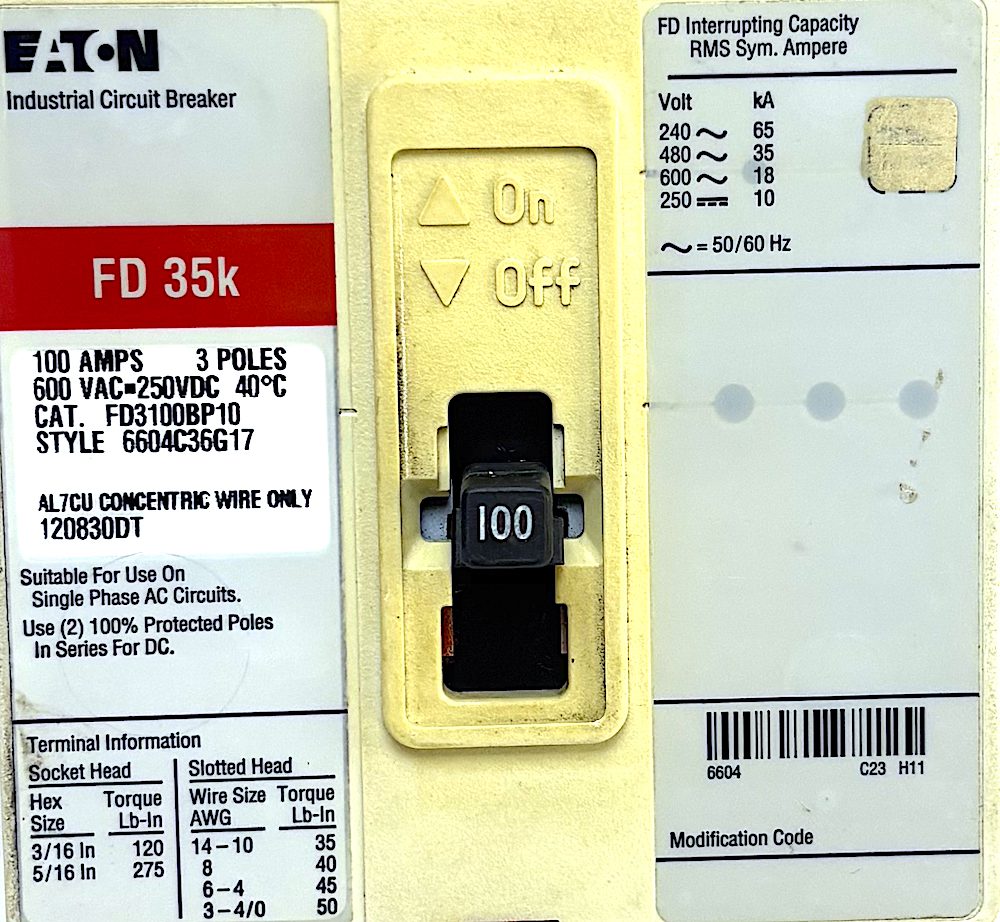 EATON
Industrial Circuit Breaker
FD 35k
100 AMPS 3 POLES
600 VAC=250VDC 40°C
CAT. FD3100BP10
STYLE 6604C36G17
AL7CU CONCENTRIC WIRE ONLY
120830DT
Suitable For Use On
Single Phase AC Circuits.
Use (2) 100% Protected Poles
In Series For DC.
Terminal Information
Socket Head
Hex Size Torque Lb-In
3/16 In 120
5/16 In 275
Slotted Head
Wire Size AWG Torque Lb-In
14–10 35
8 40
6–4 45
3–4/0 50
On
Off
100
FD Interrupting Capacity
RMS Sym. Ampere
Volt kA
240 ~ 65
480 ~ 35
600 ~ 18
250 ⎓ 10
~ = 50/60 Hz
6604 C23 H11
Modification Code